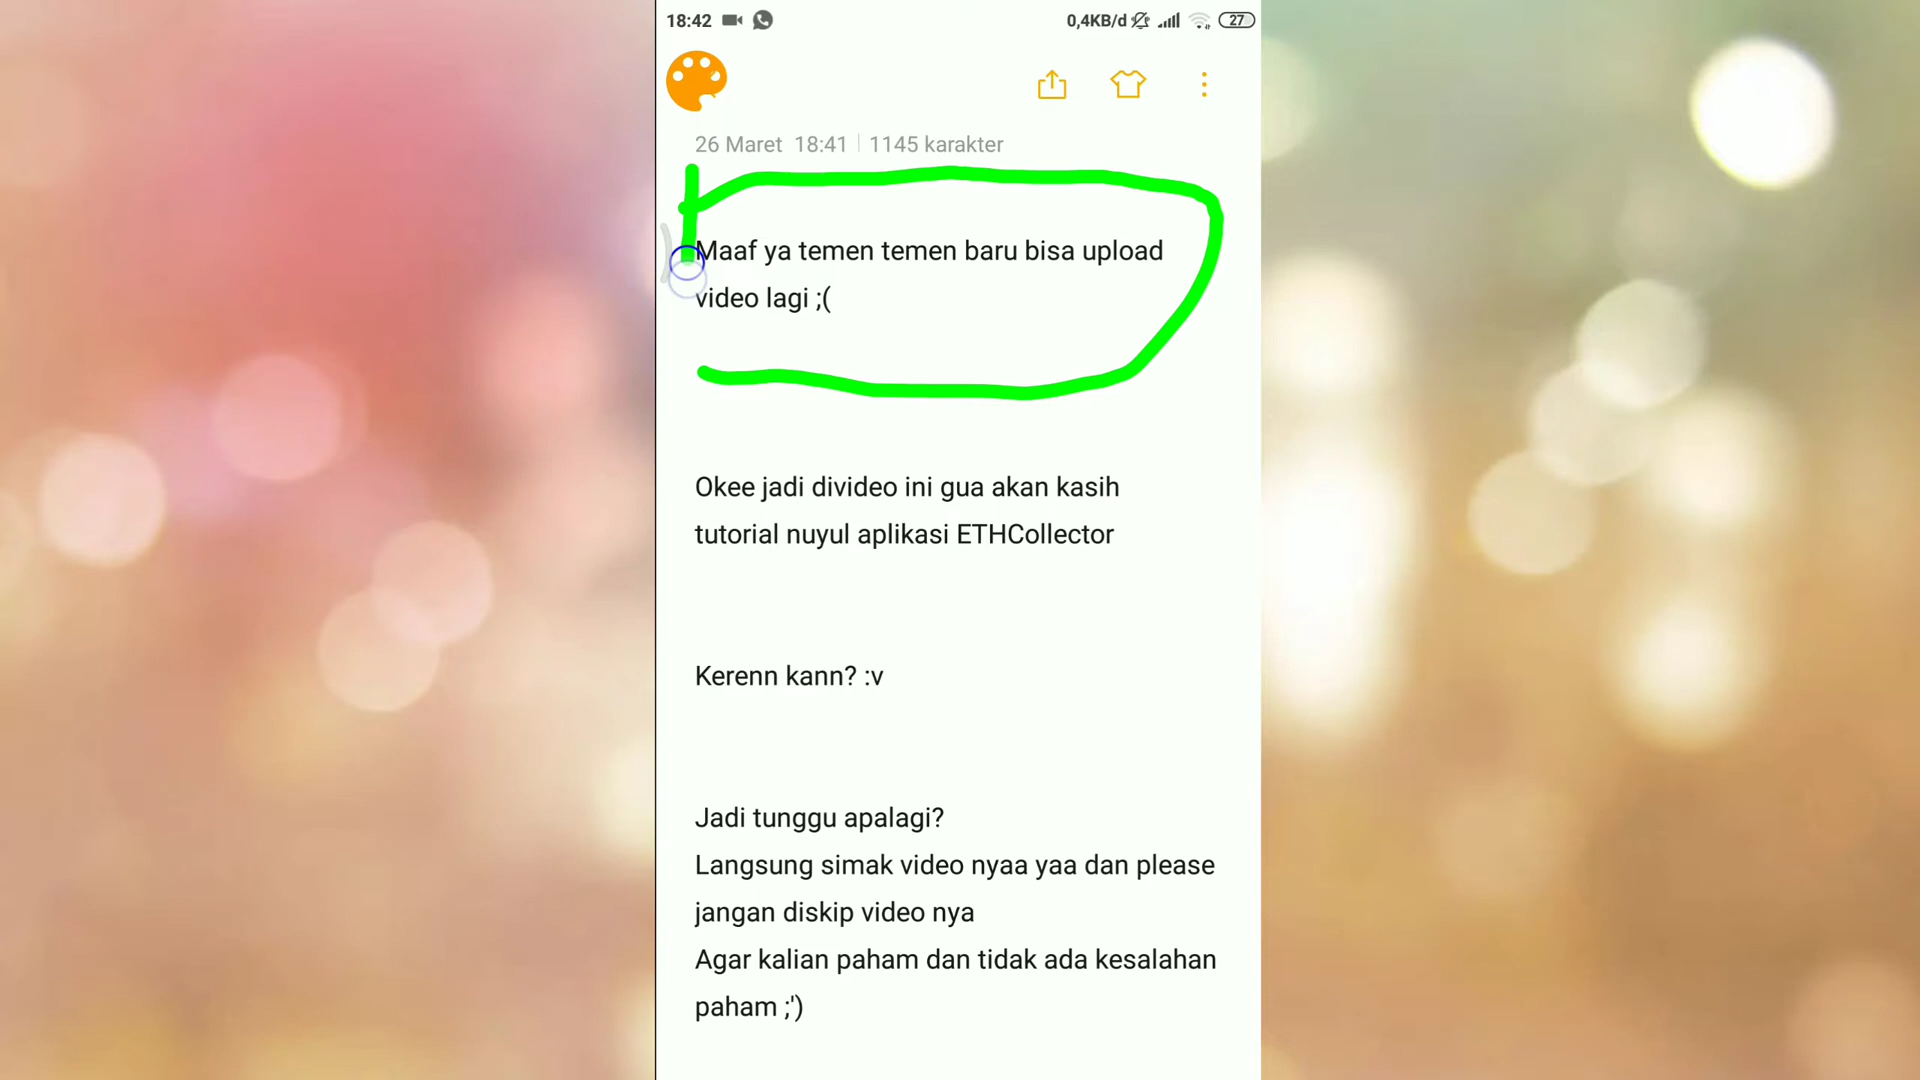 18:42
0,4KB/d
27
26 Maret 18:41 | 1145 karakter
Maaf ya temen temen baru bisa upload
video lagi ;(
Okee jadi divideo ini gua akan kasih
tutorial nuyul aplikasi ETHCollector
Kerenn kann? :v
Jadi tunggu apalagi?
Langsung simak video nyaa yaa dan please
jangan diskip video nya
Agar kalian paham dan tidak ada kesalahan
paham ;')